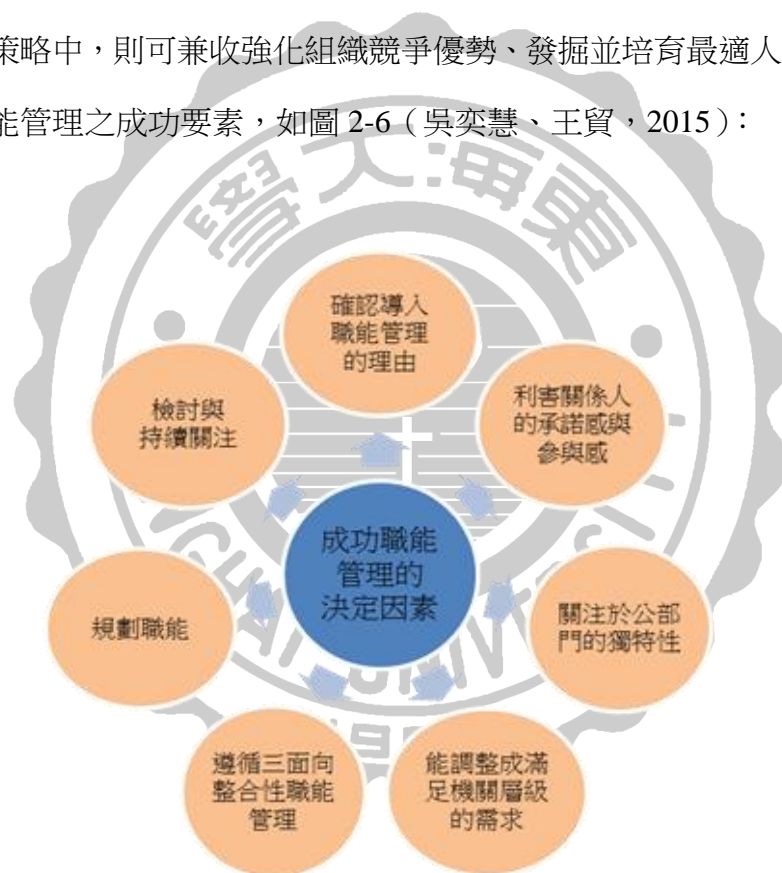 策略中，則可兼收強化組織競爭優勢、發掘並培育最適人
能管理之成功要素，如圖 2-6（吳奕慧、王貿，2015）：
確認導入
職能管理
的理由
利害關係人
的承諾感與
參與感
關注於公部
門的獨特性
能調整成滿
足機關層級
的需求
遵循三面向
整合性職能
管理
規劃職能
檢討與
持續關注
成功職能
管理的
決定因素